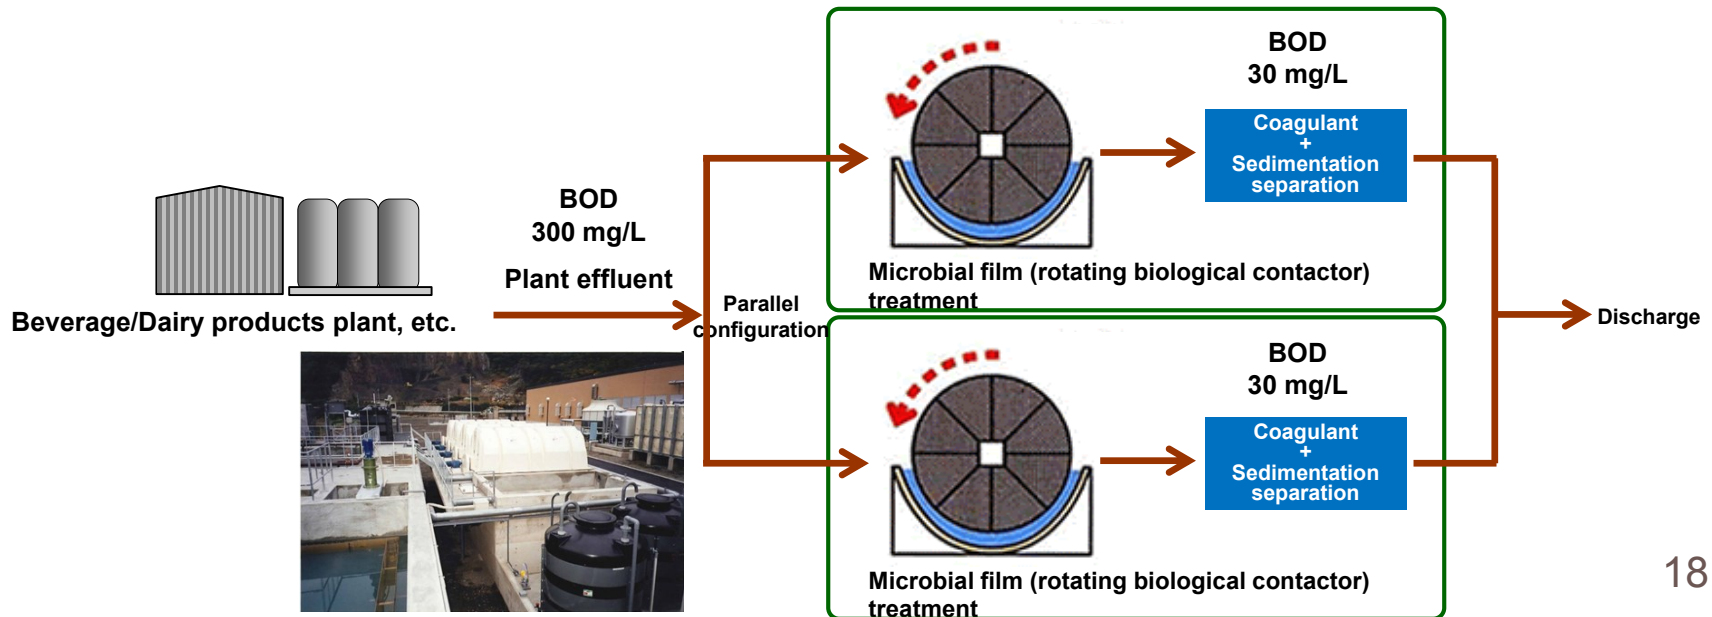 BOD
30 mg/L
Coagulant
+
Sedimentation
separation
Microbial film (rotating biological contactor)
treatment
BOD
300 mg/L
Plant effluent
Beverage/Dairy products plant, etc.
Parallel
configuration
Discharge
BOD
30 mg/L
Coagulant
+
Sedimentation
separation
Microbial film (rotating biological contactor)
treatment
18